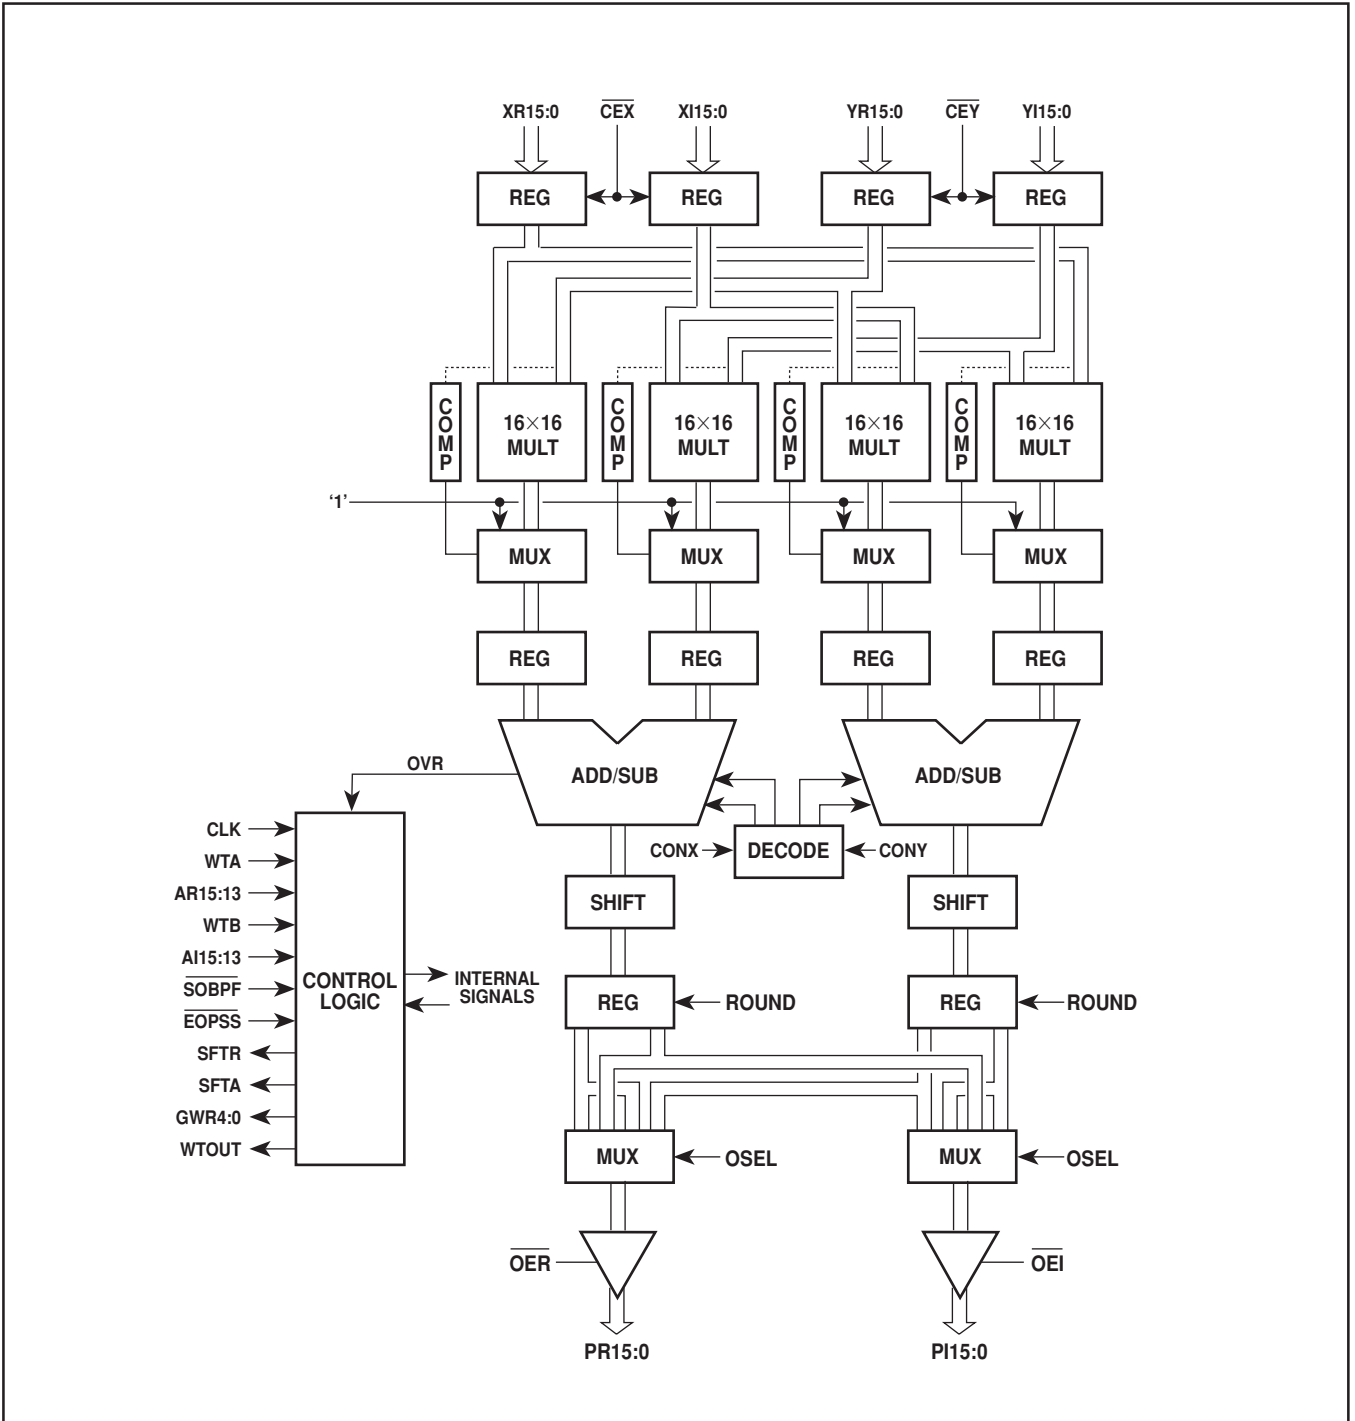 XR15:0 CEX XI15:0 YR15:0 CEY YI15:0
REG REG REG REG
COMP 16×16 MULT COMP 16×16 MULT COMP 16×16 MULT COMP 16×16 MULT
‘1’
MUX MUX MUX MUX
REG REG REG REG
OVR ADD/SUB ADD/SUB
CONX DECODE CONY
SHIFT SHIFT
CLK
WTA
AR15:13
WTB
AI15:13
SOBPF
EOPSS
SFTR
SFTA
GWR4:0
WTOUT
CONTROL
LOGIC
INTERNAL
SIGNALS
REG ROUND REG ROUND
MUX OSEL MUX OSEL
OER OEI
PR15:0 PI15:0